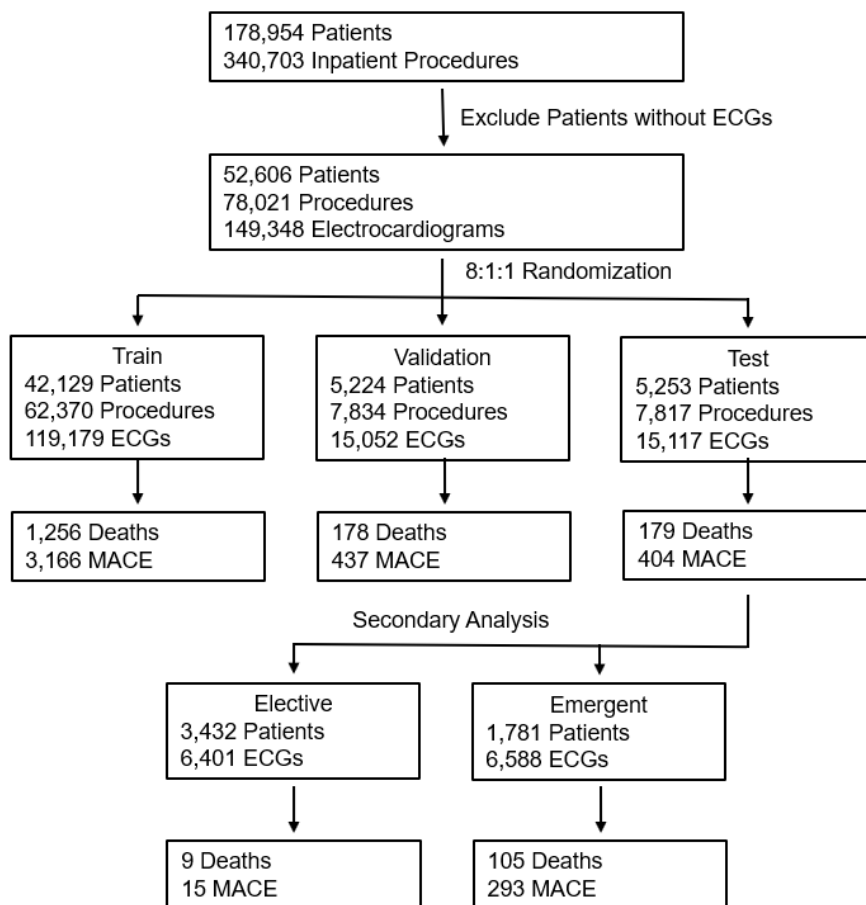 178,954 Patients
340,703 Inpatient Procedures
Exclude Patients without ECGs
52,606 Patients
78,021 Procedures
149,348 Electrocardiograms
8:1:1 Randomization
Train
42,129 Patients
62,370 Procedures
119,179 ECGs
Validation
5,224 Patients
7,834 Procedures
15,052 ECGs
Test
5,253 Patients
7,817 Procedures
15,117 ECGs
1,256 Deaths
3,166 MACE
178 Deaths
437 MACE
179 Deaths
404 MACE
Secondary Analysis
Elective
3,432 Patients
6,401 ECGs
Emergent
1,781 Patients
6,588 ECGs
9 Deaths
15 MACE
105 Deaths
293 MACE